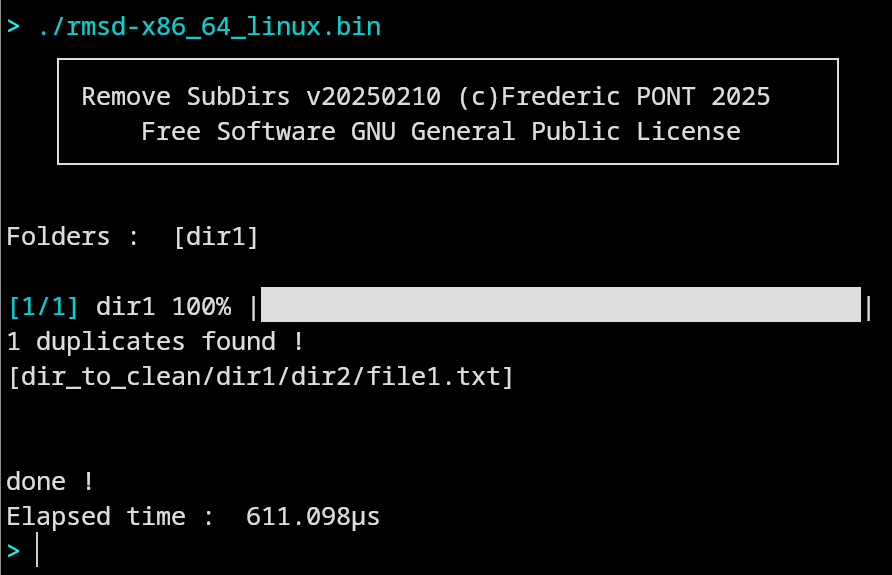 > ./rmsd-x86_64_linux.bin
Remove SubDirs v20250210 (c)Frederic PONT 2025
Free Software GNU General Public License
Folders :  [dir1]
[1/1] dir1 100% | |
1 duplicates found !
[dir_to_clean/dir1/dir2/file1.txt]
done !
Elapsed time :  611.098µs
>